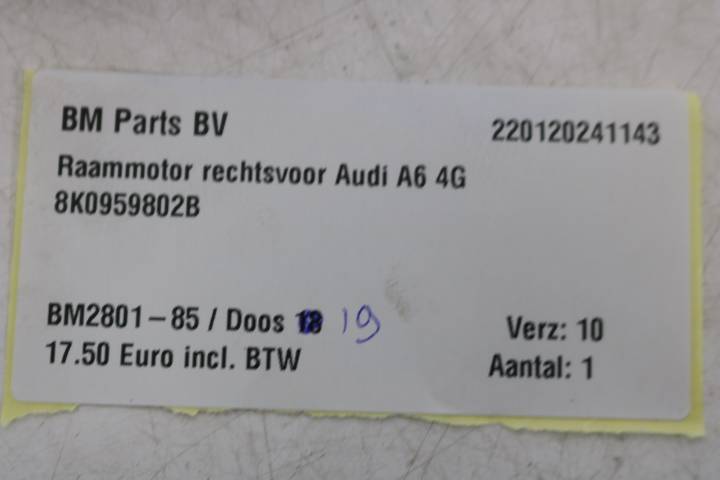 BM Parts BV 220120241143
Raammotor rechtsvoor Audi A6 4G
8K0959802B
BM2801-85 / Doos 18 19 Verz: 10
17.50 Euro incl. BTW Aantal: 1